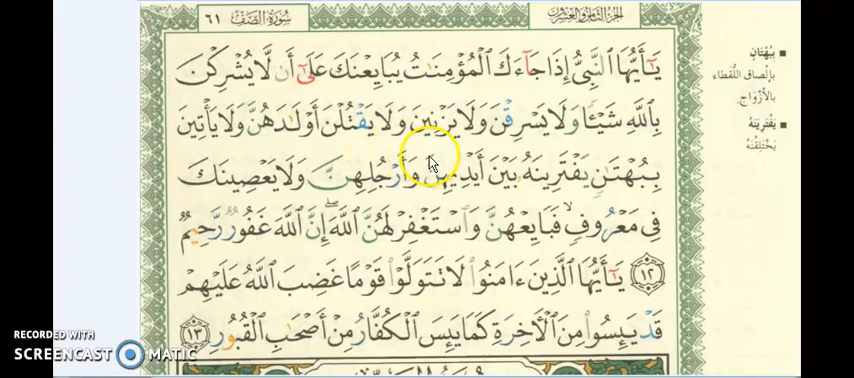 الجزء الثامن والعشرون
سورة الصف ٦١
يَٰٓأَيُّهَا ٱلنَّبِىُّ إِذَا جَآءَكَ ٱلْمُؤْمِنَٰتُ يُبَايِعْنَكَ عَلَىٰٓ أَن لَّا يُشْرِكْنَ
بِٱللَّهِ شَيْـًٔا وَلَا يَسْرِقْنَ وَلَا يَزْنِينَ وَلَا يَقْتُلْنَ أَوْلَٰدَهُنَّ وَلَا يَأْتِينَ
بِبُهْتَٰنٍ يَفْتَرِينَهُۥ بَيْنَ أَيْدِيهِنَّ وَأَرْجُلِهِنَّ وَلَا يَعْصِينَكَ
فِى مَعْرُوفٍ ۙ فَبَايِعْهُنَّ وَٱسْتَغْفِرْ لَهُنَّ ٱللَّهَ ۖ إِنَّ ٱللَّهَ غَفُورٌ رَّحِيمٌ
١٢ يَٰٓأَيُّهَا ٱلَّذِينَ ءَامَنُوا۟ لَا تَتَوَلَّوْا۟ قَوْمًا غَضِبَ ٱللَّهُ عَلَيْهِمْ
قَدْ يَئِسُوا۟ مِنَ ٱلْءَاخِرَةِ كَمَا يَئِسَ ٱلْكُفَّارُ مِنْ أَصْحَٰبِ ٱلْقُبُورِ ١٣
بِبُهْتَانٍ
بإلصاق اللُّقطاء
بالأزواج
يَفْتَرِينَهُ
يَخْتَلِقْنَهُ
RECORDED WITH
SCREENCAST MATIC